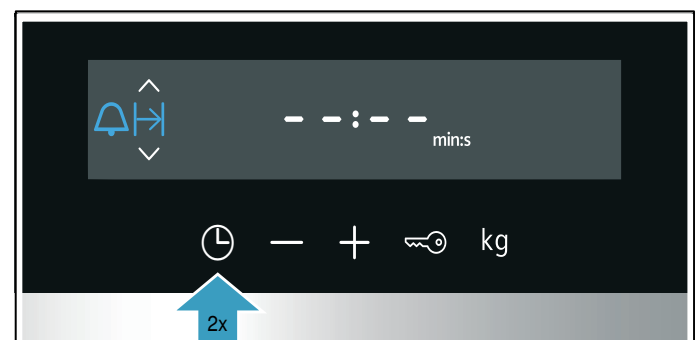 – – : – –
min:s
kg
2x